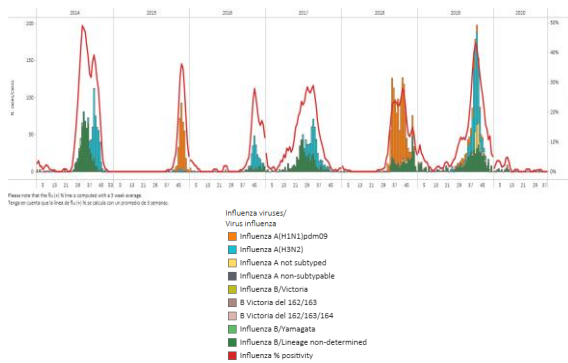 2014 2015 2016 2017 2018 2019 2020
200 50%
150 40%
100 30%
50 20%
0 10%
0%
Please note that the flu (+) % line is computed with a 3 week average.
Tenga en cuenta que la línea de flu (+) % se calcula con un promedio de 3 semanas.
Influenza viruses/
Virus influenza
Influenza A(H1N1)pdm09
Influenza A(H3N2)
Influenza A not subtyped
Influenza A non-subtypable
Influenza B/Victoria
B Victoria del 162/163
B Victoria del 162/163/164
Influenza B/Yamagata
Influenza B/Lineage non-determined
Influenza % positivity